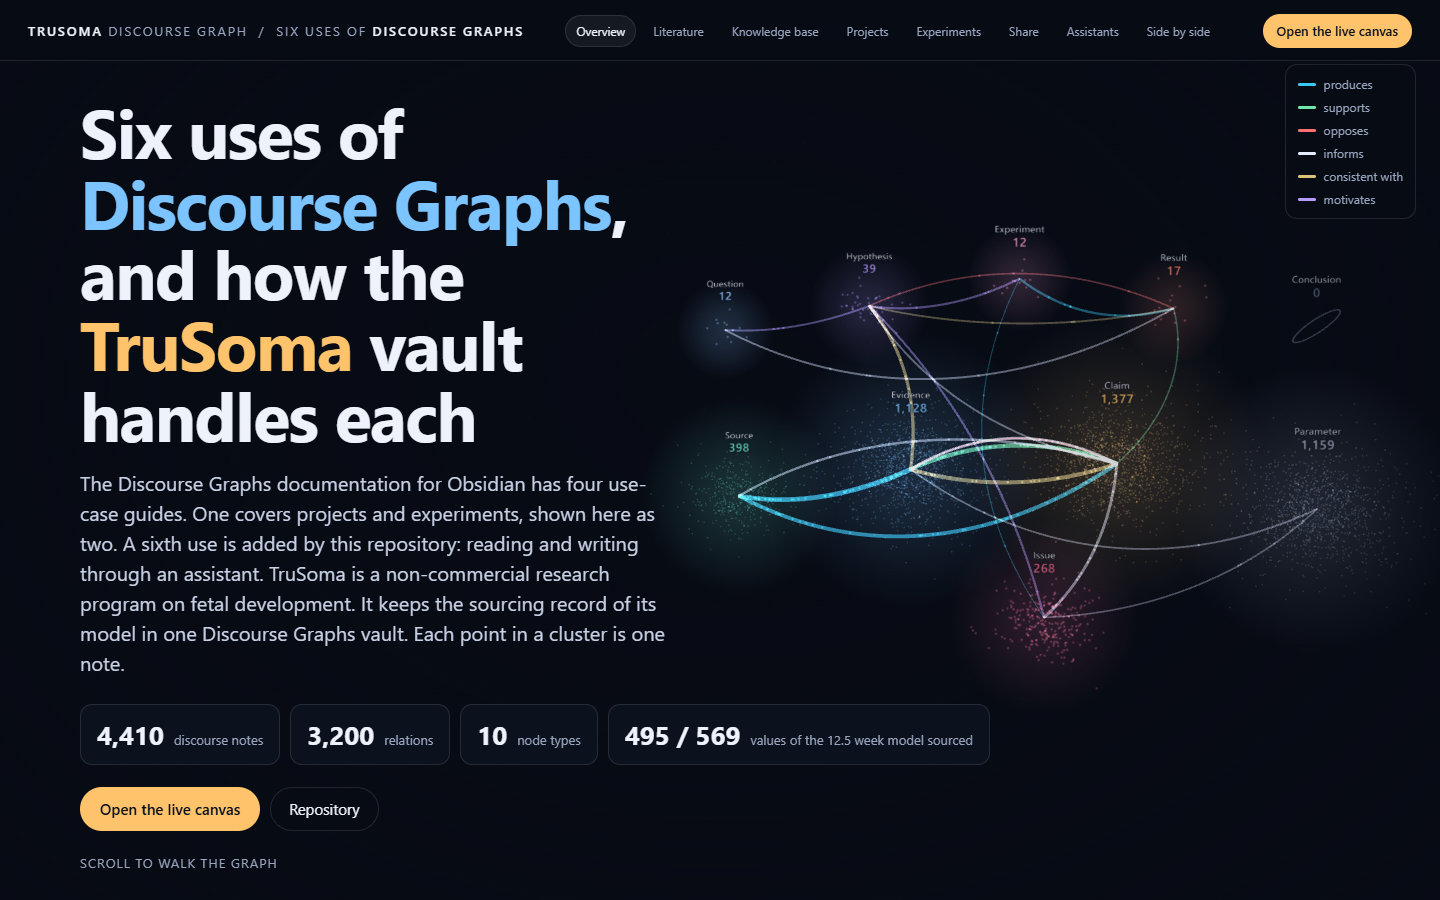 TRUSOMA DISCOURSE GRAPH / SIX USES OF DISCOURSE GRAPHS
Overview
Literature
Knowledge base
Projects
Experiments
Share
Assistants
Side by side
Open the live canvas
produces
supports
opposes
informs
consistent with
motivates
Six uses of
Discourse Graphs,
and how the
TruSoma vault
handles each
The Discourse Graphs documentation for Obsidian has four use-
case guides. One covers projects and experiments, shown here as
two. A sixth use is added by this repository: reading and writing
through an assistant. TruSoma is a non-commercial research
program on fetal development. It keeps the sourcing record of its
model in one Discourse Graphs vault. Each point in a cluster is one
note.
Question
12
Hypothesis
39
Experiment
12
Result
17
Conclusion
0
Source
398
Evidence
1,128
Claim
1,377
Parameter
1,159
Issue
268
4,410 discourse notes
3,200 relations
10 node types
495 / 569 values of the 12.5 week model sourced
Open the live canvas
Repository
SCROLL TO WALK THE GRAPH